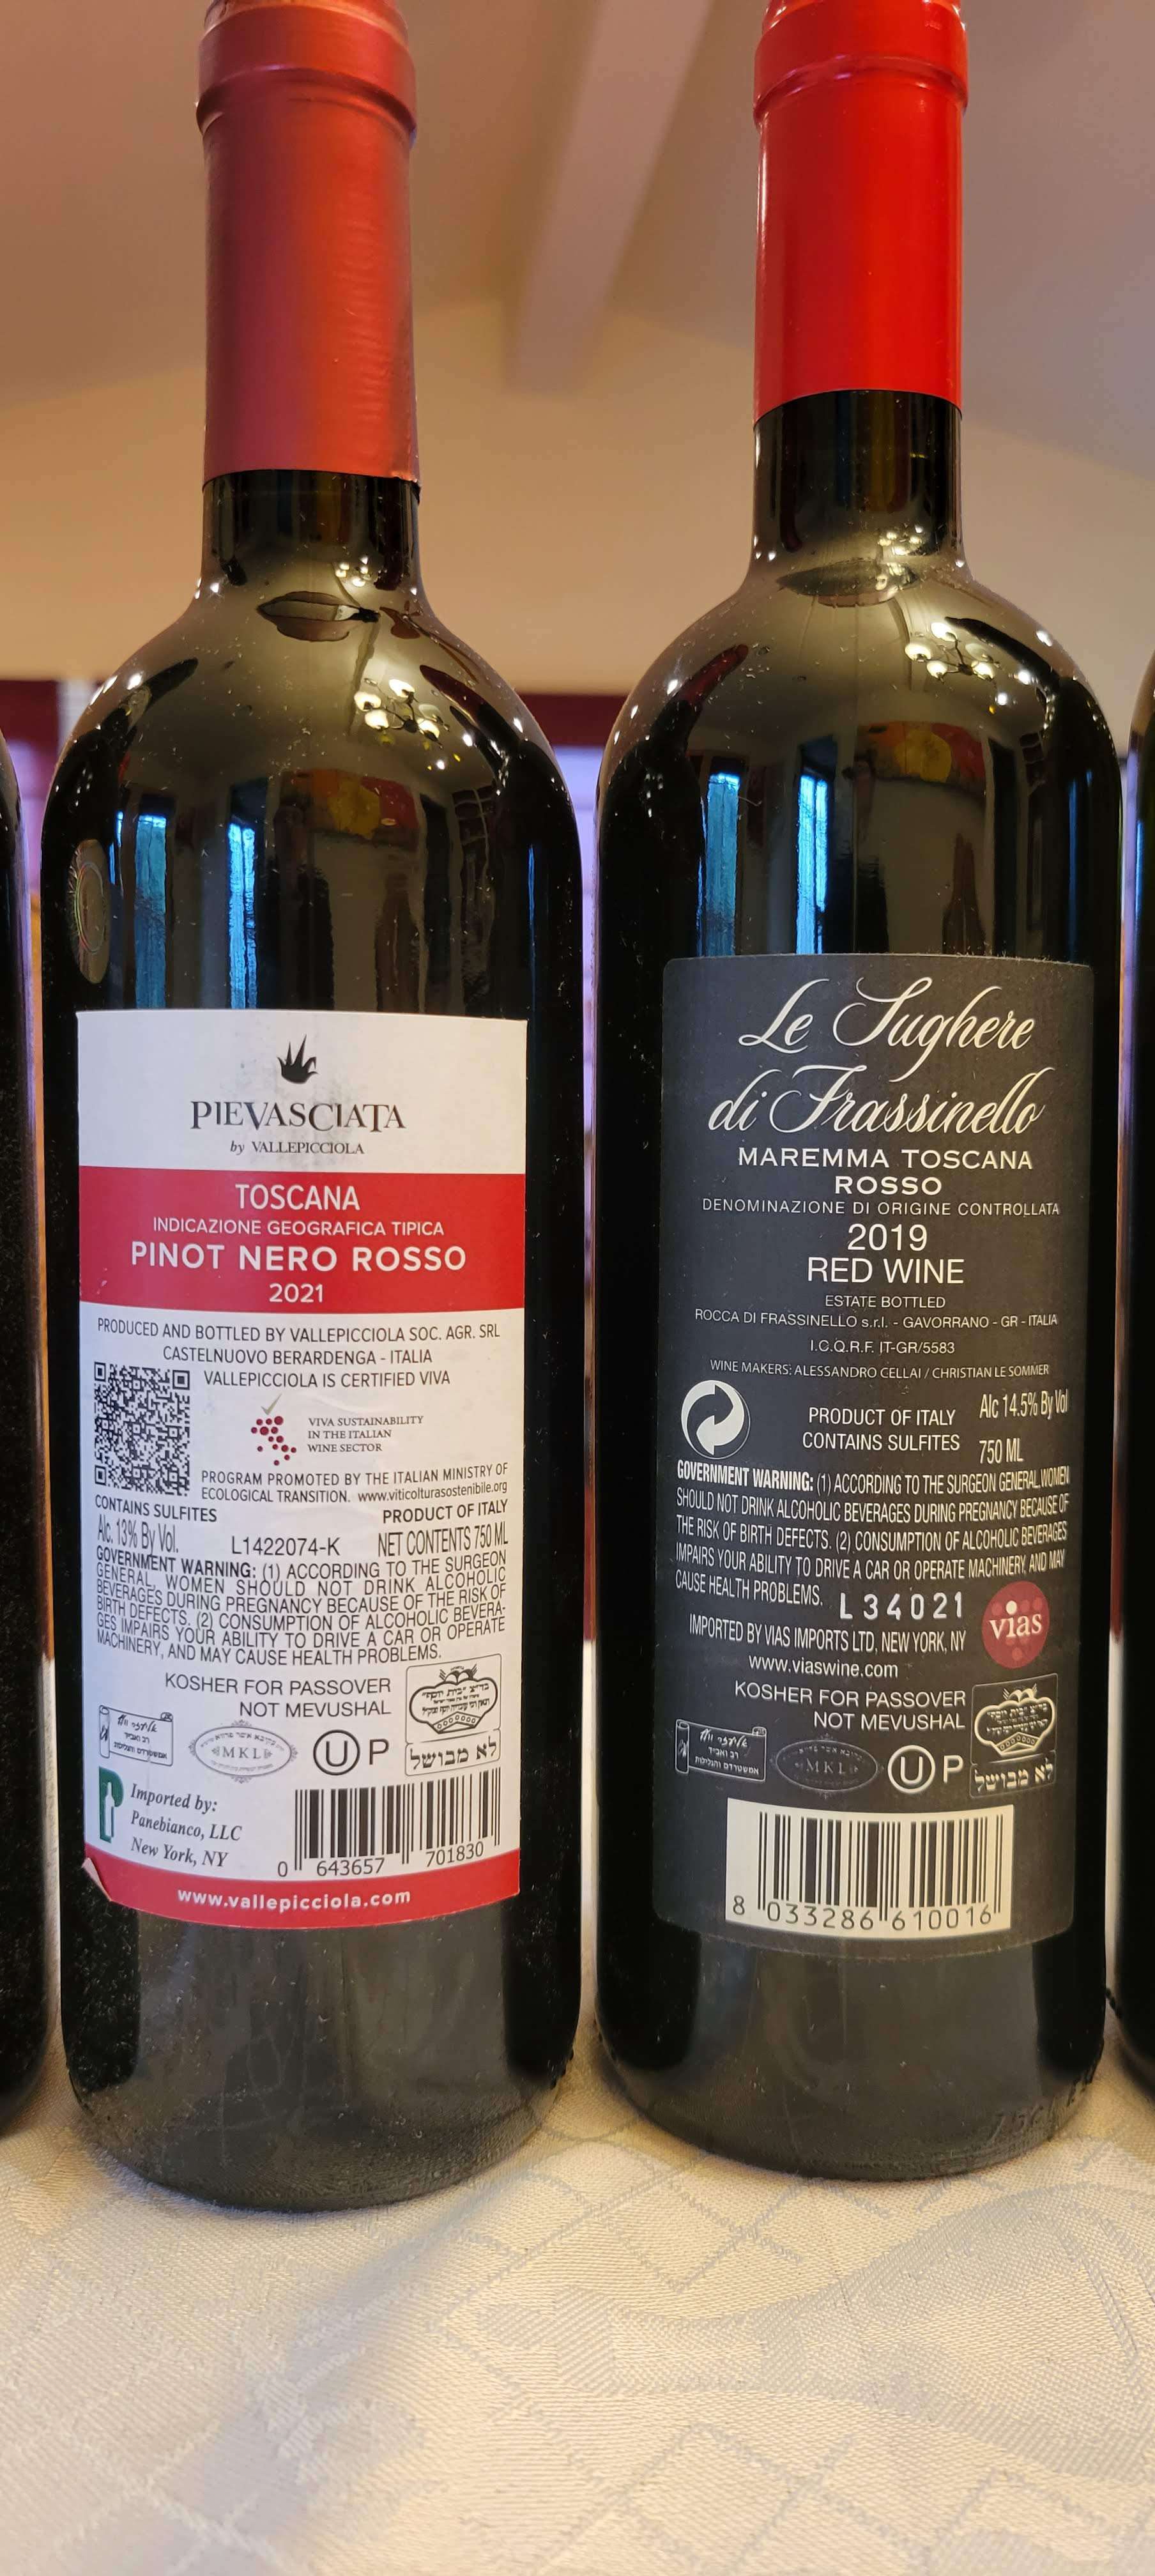 PIEVASCIATA
by VALLEPICCIOLA
TOSCANA
INDICAZIONE GEOGRAFICA TIPICA
PINOT NERO ROSSO
2021
PRODUCED AND BOTTLED BY VALLEPICCIOLA SOC. AGR. SRL
CASTELNUOVO BERARDENGA - ITALIA
VALLEPICCIOLA IS CERTIFIED VIVA
VIVA SUSTAINABILITY
IN THE ITALIAN
WINE SECTOR
PROGRAM PROMOTED BY THE ITALIAN MINISTRY OF
ECOLOGICAL TRANSITION. www.viticolturasostenibile.org
CONTAINS SULFITES
PRODUCT OF ITALY
Alc. 13% By Vol.
L1422074-K
NET CONTENTS 750 ML
GOVERNMENT WARNING: (1) ACCORDING TO THE SURGEON
GENERAL, WOMEN SHOULD NOT DRINK ALCOHOLIC
BEVERAGES DURING PREGNANCY BECAUSE OF THE RISK OF
BIRTH DEFECTS. (2) CONSUMPTION OF ALCOHOLIC BEVERA-
GES IMPAIRS YOUR ABILITY TO DRIVE A CAR OR OPERATE
MACHINERY, AND MAY CAUSE HEALTH PROBLEMS.
KOSHER FOR PASSOVER
NOT MEVUSHAL
רב ואב"ד
אמשטרדם והגלילות
MKL
U P
לא מבושל
Imported by:
Panebianco, LLC
New York, NY
0 643657 701830
www.vallepicciola.com
Le Sughere
di Frassinello
MAREMMA TOSCANA
ROSSO
DENOMINAZIONE DI ORIGINE CONTROLLATA
2019
RED WINE
ESTATE BOTTLED
ROCCA DI FRASSINELLO s.r.l. - GAVORRANO - GR - ITALIA
I.C.Q.R.F. IT-GR/5583
WINE MAKERS: ALESSANDRO CELLAI / CHRISTIAN LE SOMMER
PRODUCT OF ITALY
CONTAINS SULFITES
Alc 14.5% By Vol
750 ML
GOVERNMENT WARNING: (1) ACCORDING TO THE SURGEON GENERAL, WOMEN
SHOULD NOT DRINK ALCOHOLIC BEVERAGES DURING PREGNANCY BECAUSE OF
THE RISK OF BIRTH DEFECTS. (2) CONSUMPTION OF ALCOHOLIC BEVERAGES
IMPAIRS YOUR ABILITY TO DRIVE A CAR OR OPERATE MACHINERY, AND MAY
CAUSE HEALTH PROBLEMS.
L34021
vias
IMPORTED BY VIAS IMPORTS LTD, NEW YORK, NY
www.viaswine.com
KOSHER FOR PASSOVER
NOT MEVUSHAL
רב ואב"ד
אמשטרדם והגלילות
MKL
U P
לא מבושל
8 033286 610016